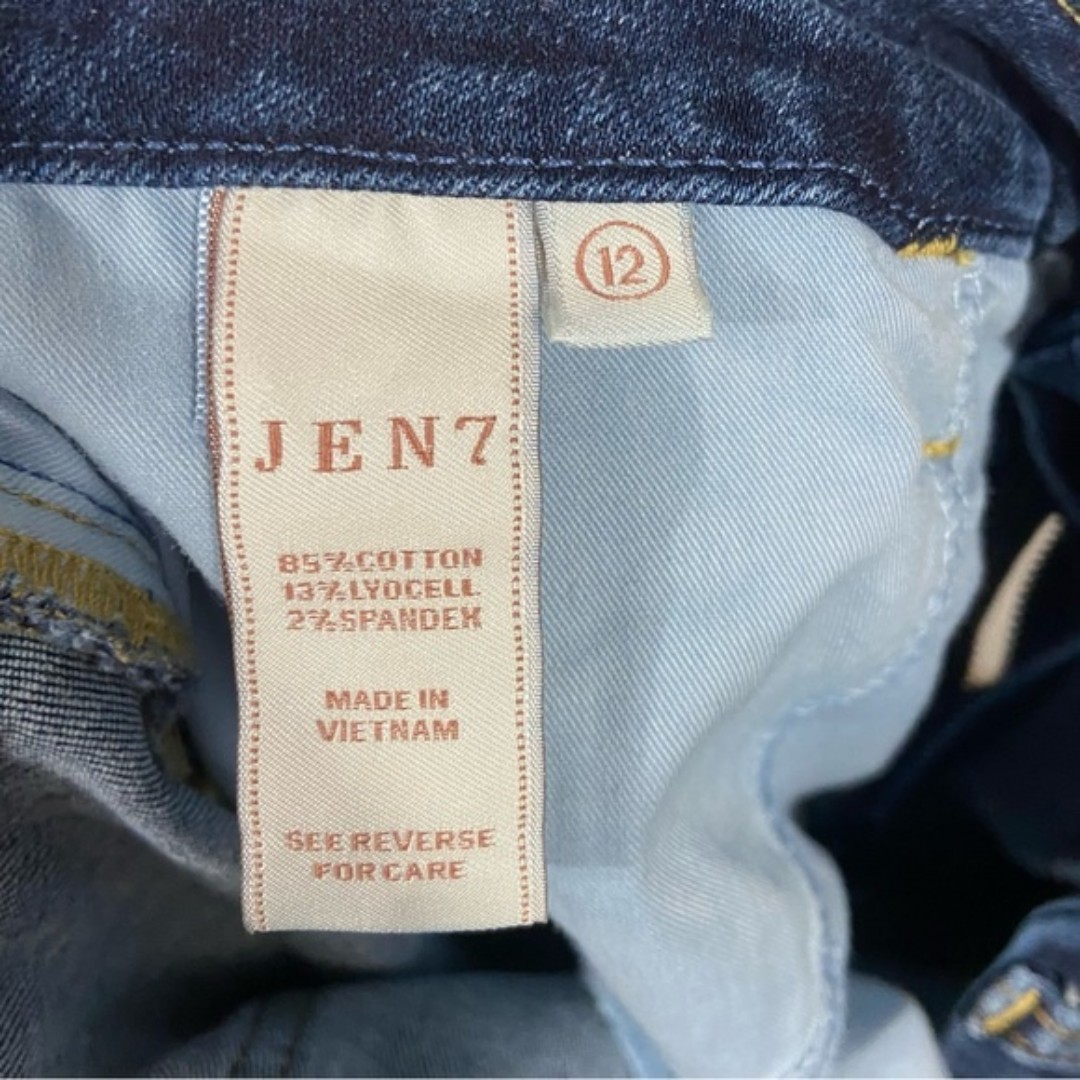 12
JEN7
85%COTTON
13%LYOCELL
2%SPANDEX
MADE IN
VIETNAM
SEE REVERSE
FOR CARE